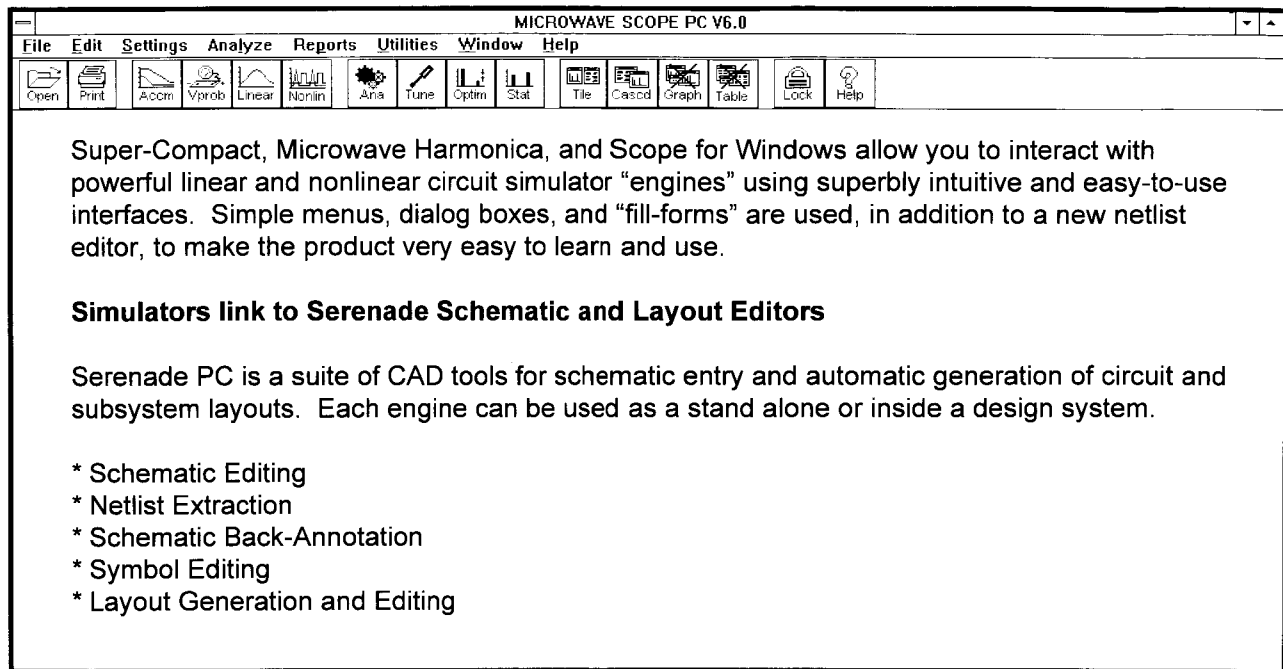 MICROWAVE SCOPE PC V6.0
File Edit Settings Analyze Reports Utilities Window Help
Open Print Accm Vprob Linear Nonlin Ana Tune Optim Stat Tile Cascd Graph Table Lock Help
Super-Compact, Microwave Harmonica, and Scope for Windows allow you to interact with
powerful linear and nonlinear circuit simulator “engines” using superbly intuitive and easy-to-use
interfaces. Simple menus, dialog boxes, and “fill-forms” are used, in addition to a new netlist
editor, to make the product very easy to learn and use.
Simulators link to Serenade Schematic and Layout Editors
Serenade PC is a suite of CAD tools for schematic entry and automatic generation of circuit and
subsystem layouts. Each engine can be used as a stand alone or inside a design system.
* Schematic Editing
* Netlist Extraction
* Schematic Back-Annotation
* Symbol Editing
* Layout Generation and Editing